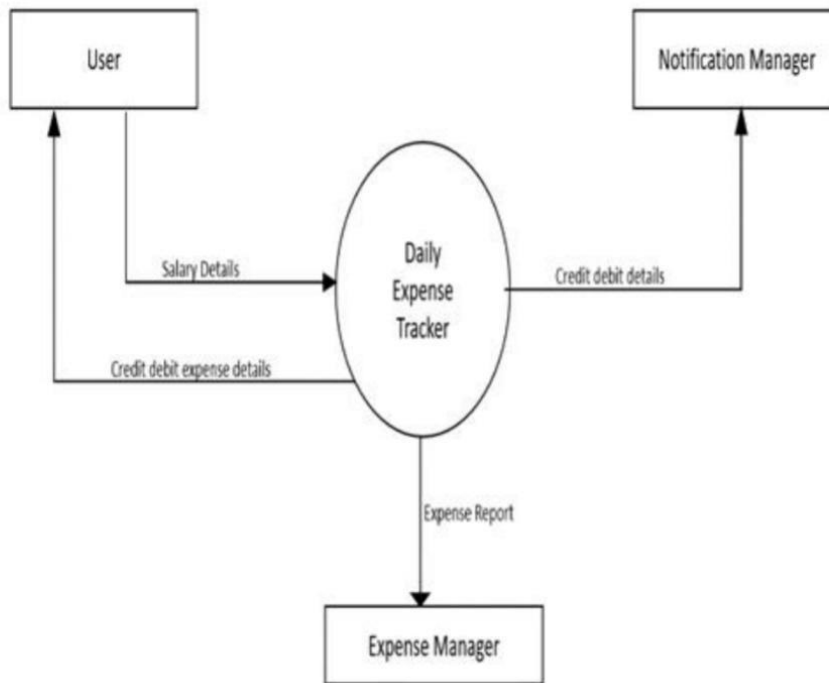 User
Notification Manager
Daily
Expense
Tracker
Salary Details
Credit debit details
Credit debit expense details
Expense Report
Expense Manager